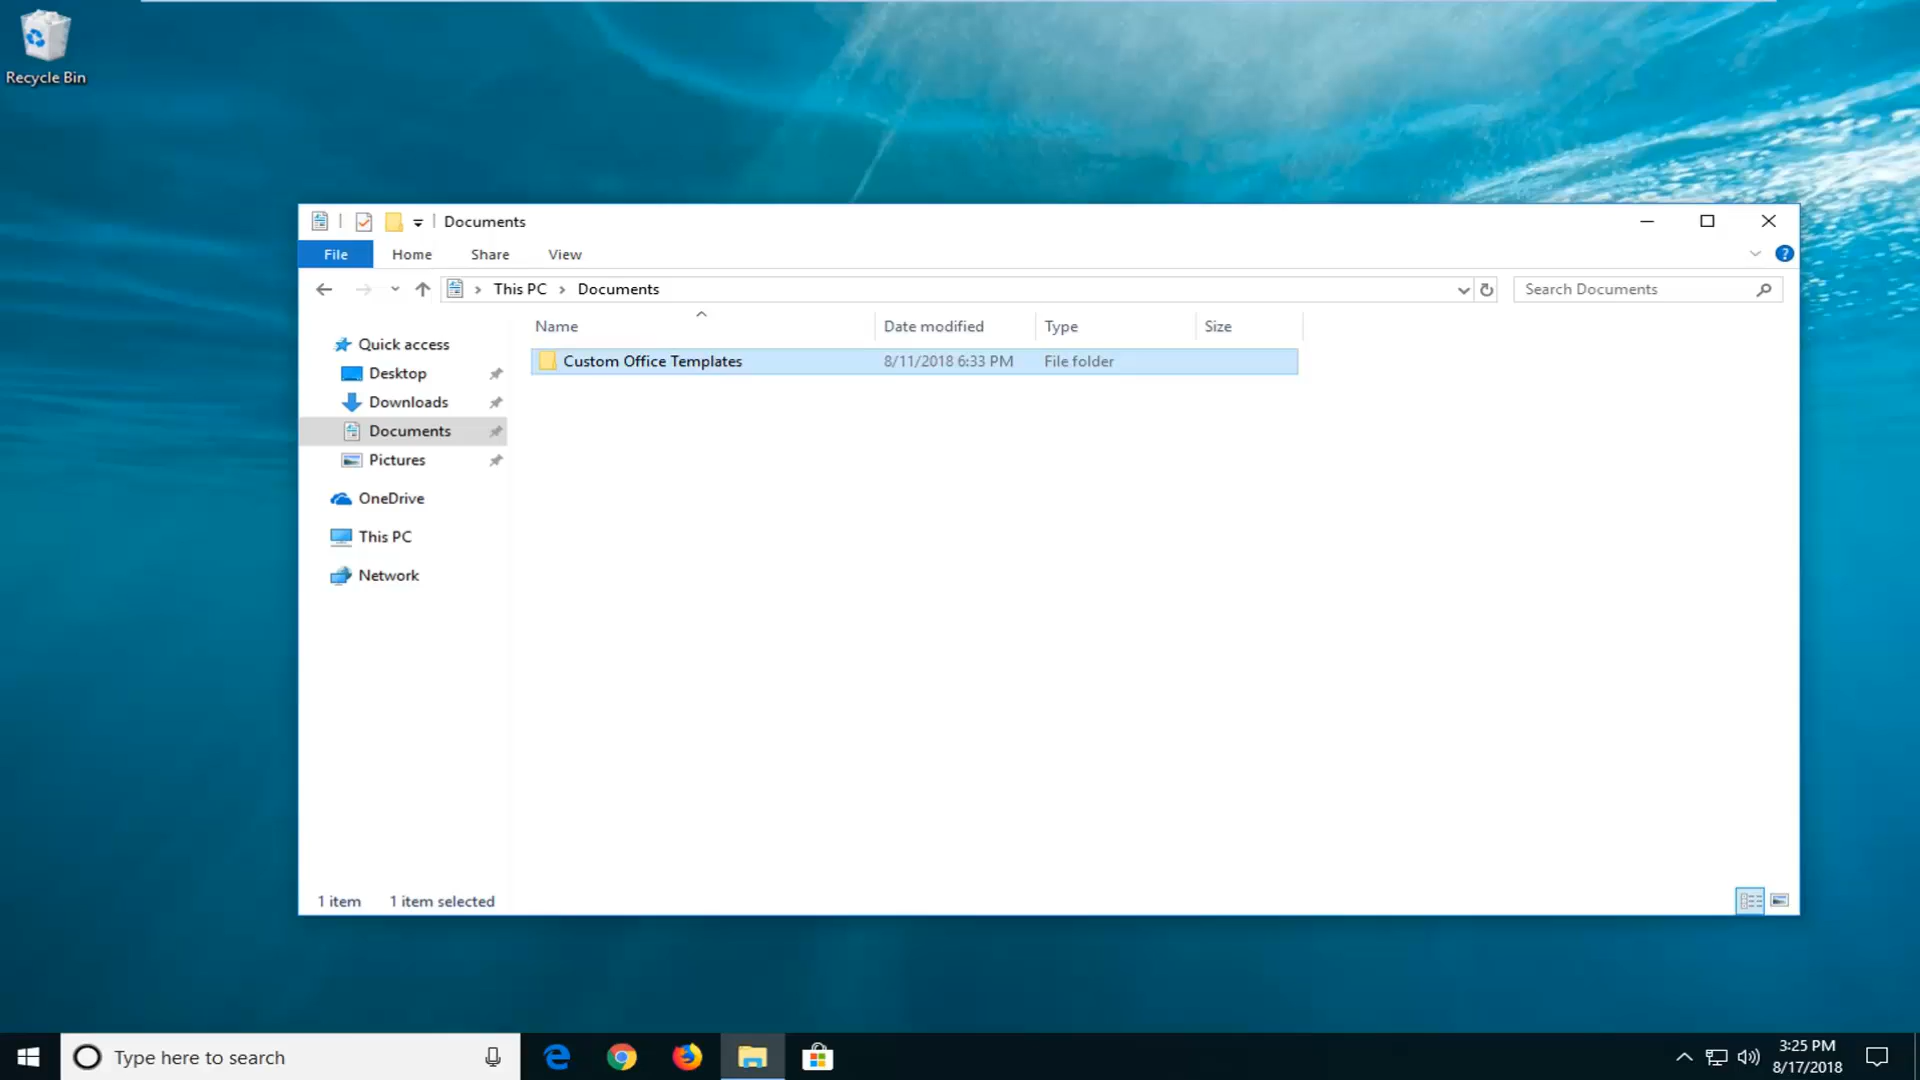 Recycle Bin
Documents
File Home Share View
This PC Documents
Search Documents
Name Date modified Type Size
Custom Office Templates 8/11/2018 6:33 PM File folder
Quick access
Desktop
Downloads
Documents
Pictures
OneDrive
This PC
Network
1 item 1 item selected
Type here to search
3:25 PM
8/17/2018